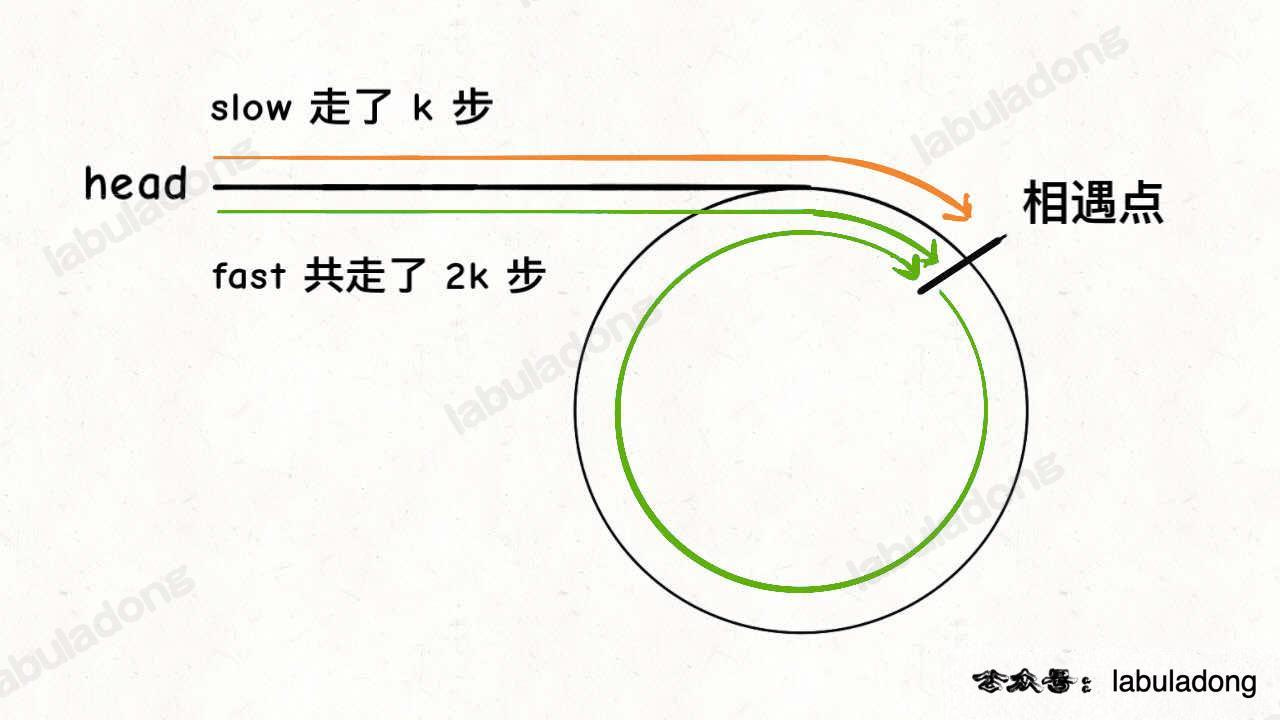 slow 走了 k 步
head
相遇点
fast 共走了 2k 步
labuladong
labuladong
labuladong
labuladong
labuladong
公众号： labuladong